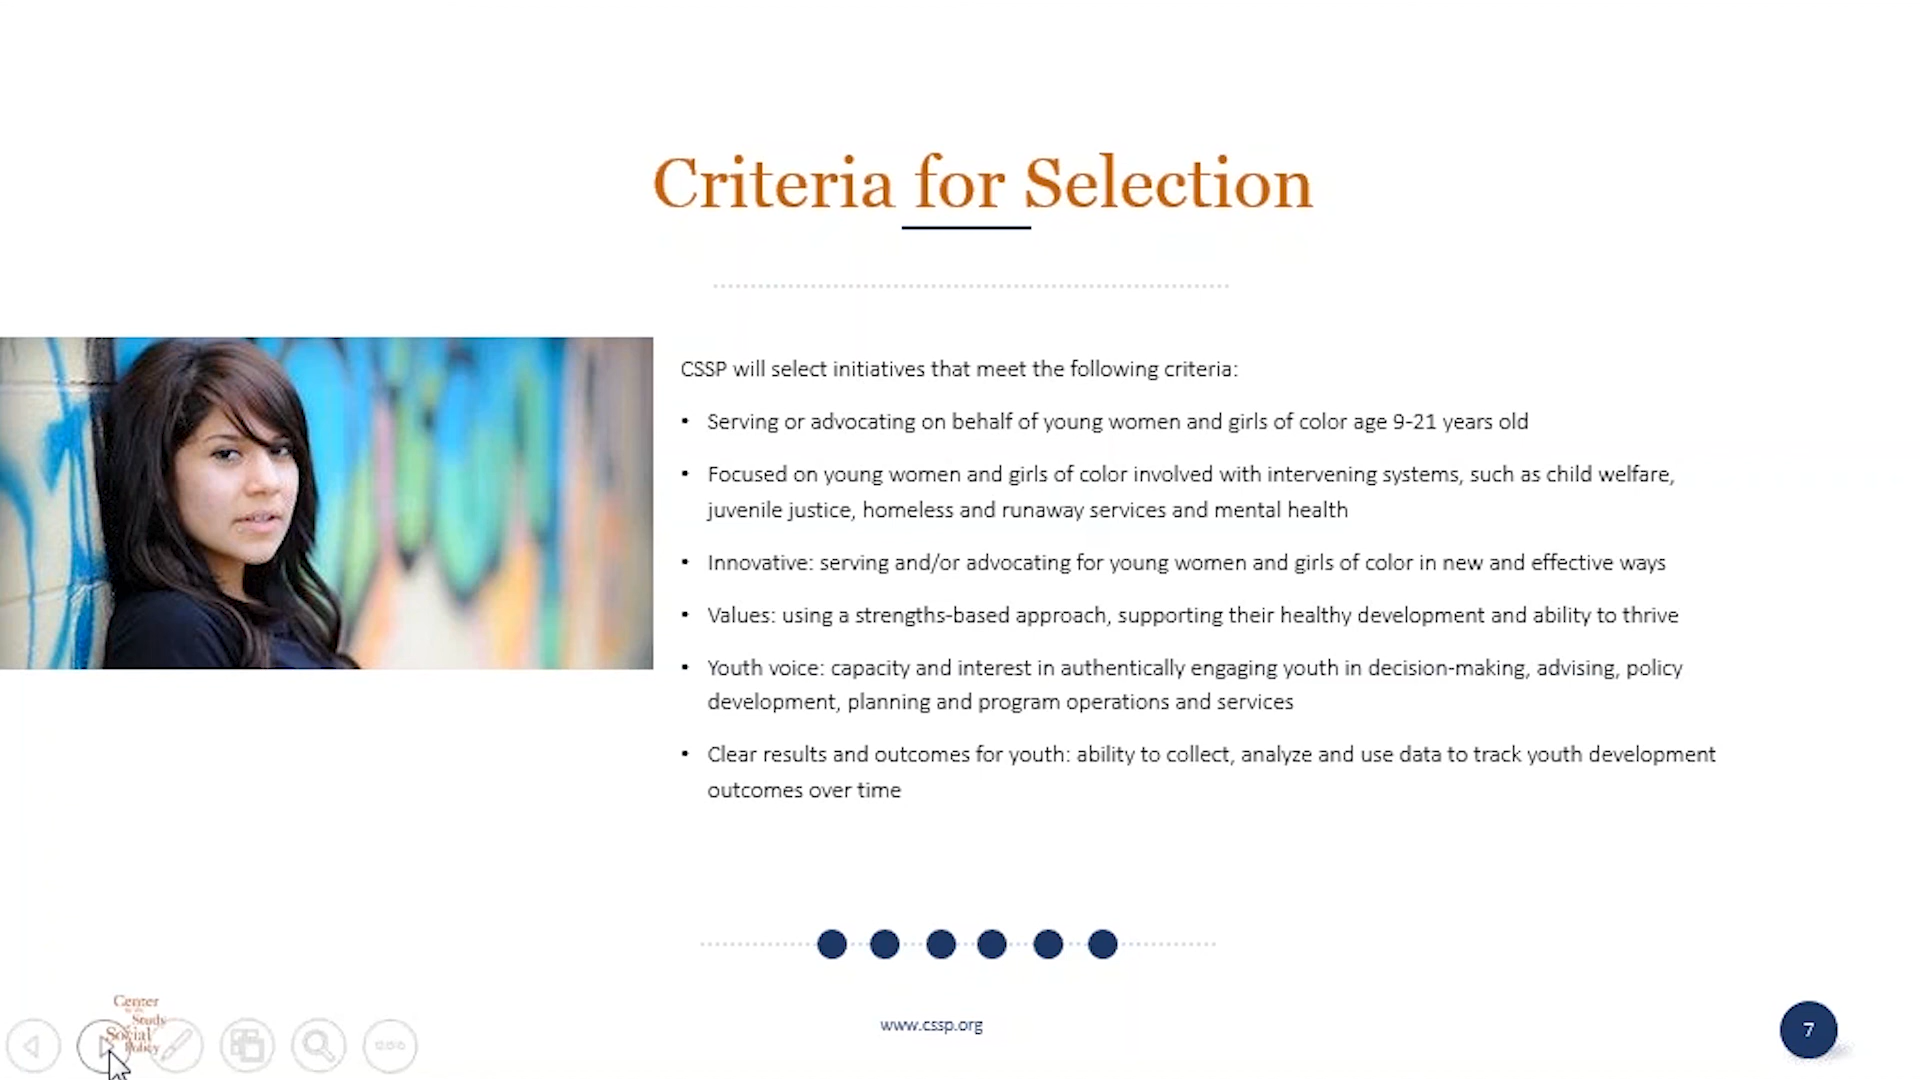 Criteria for Selection
CSSP will select initiatives that meet the following criteria:
• Serving or advocating on behalf of young women and girls of color age 9-21 years old
• Focused on young women and girls of color involved with intervening systems, such as child welfare,
juvenile justice, homeless and runaway services and mental health
• Innovative: serving and/or advocating for young women and girls of color in new and effective ways
• Values: using a strengths-based approach, supporting their healthy development and ability to thrive
• Youth voice: capacity and interest in authentically engaging youth in decision-making, advising, policy
development, planning and program operations and services
• Clear results and outcomes for youth: ability to collect, analyze and use data to track youth development
outcomes over time
Center
Study
Social
Policy
www.cssp.org
7